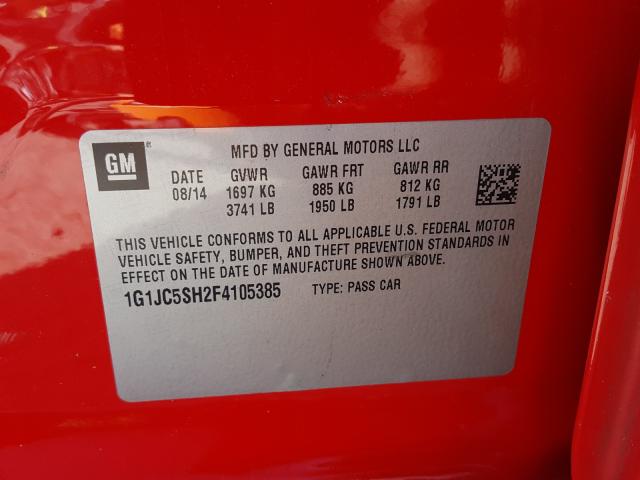 GM ®
MFD BY GENERAL MOTORS LLC
DATE GVWR GAWR FRT GAWR RR
08/14 1697 KG 885 KG 812 KG
3741 LB 1950 LB 1791 LB
THIS VEHICLE CONFORMS TO ALL APPLICABLE U.S. FEDERAL MOTOR
VEHICLE SAFETY, BUMPER, AND THEFT PREVENTION STANDARDS IN
EFFECT ON THE DATE OF MANUFACTURE SHOWN ABOVE.
1G1JC5SH2F4105385 TYPE: PASS CAR